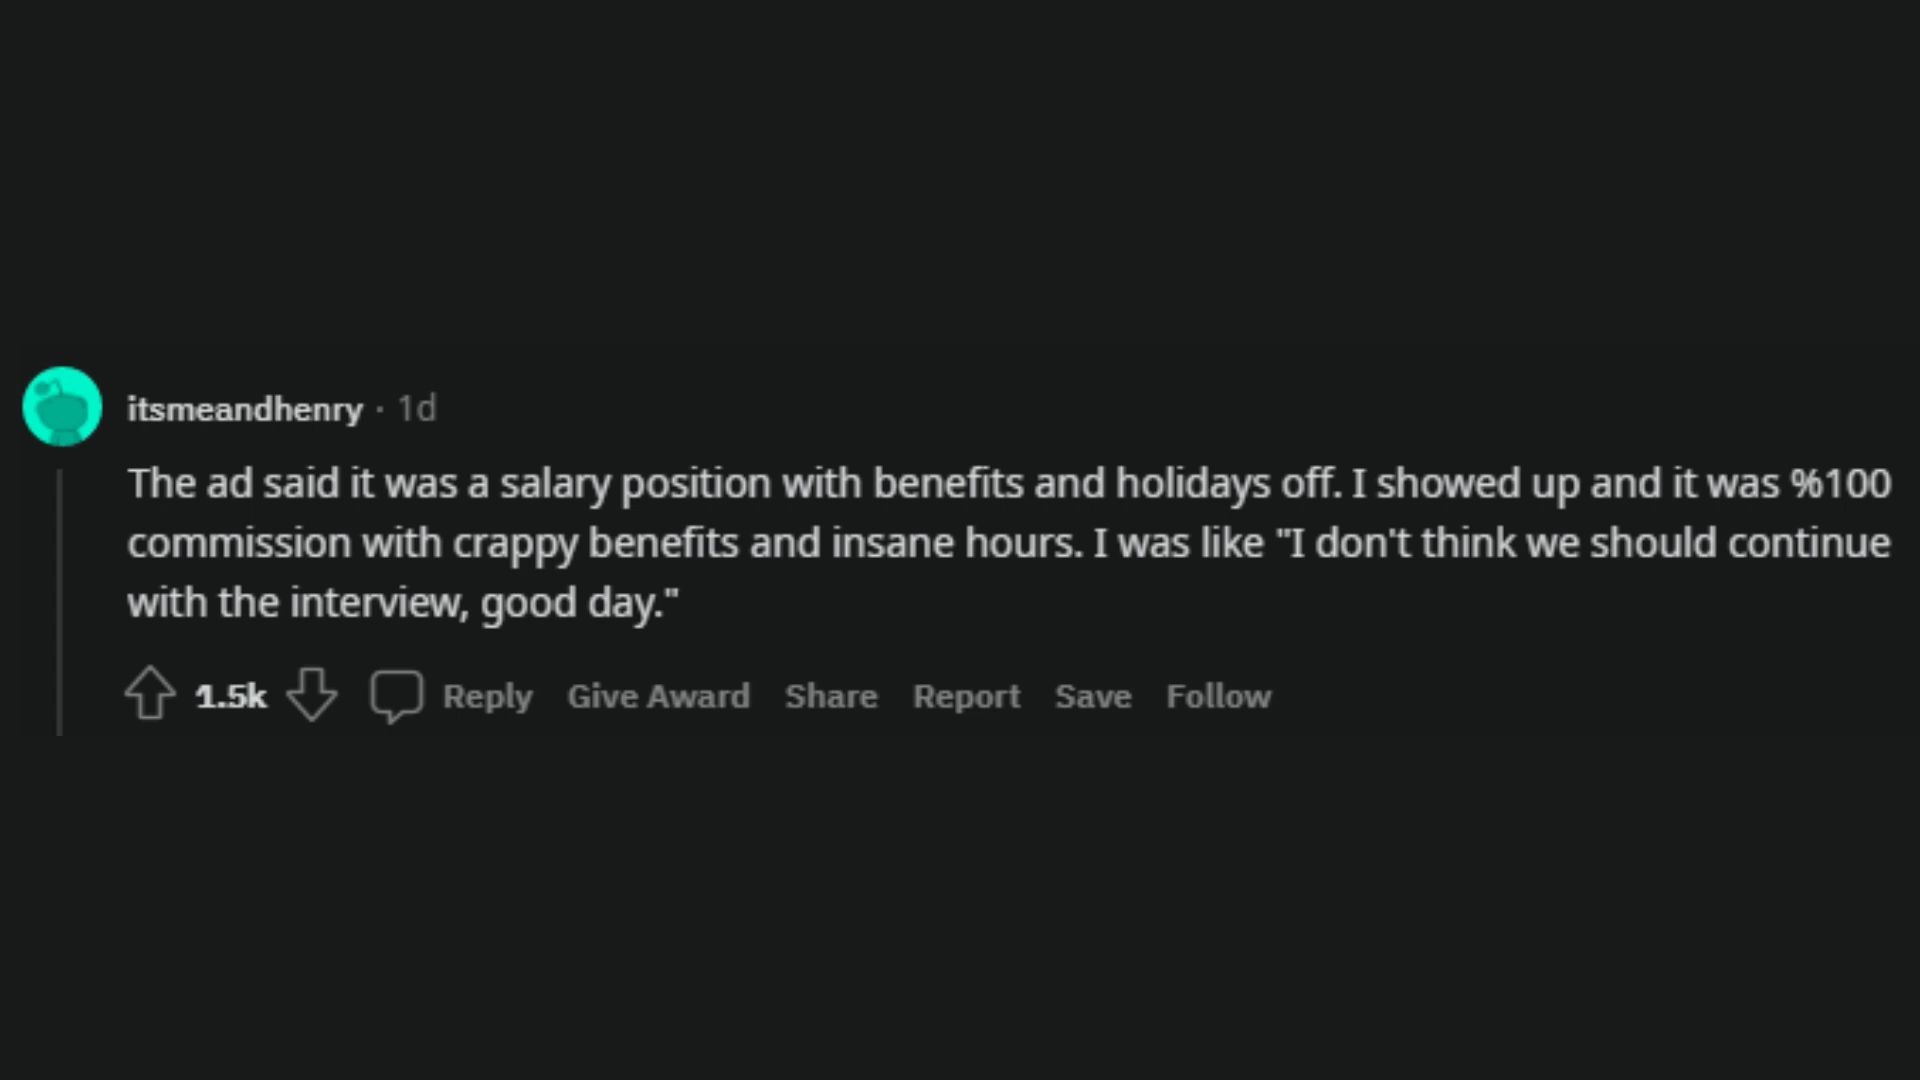 itsmeandhenry · 1d
The ad said it was a salary position with benefits and holidays off. I showed up and it was %100
commission with crappy benefits and insane hours. I was like "I don't think we should continue
with the interview, good day."
1.5k Reply Give Award Share Report Save Follow